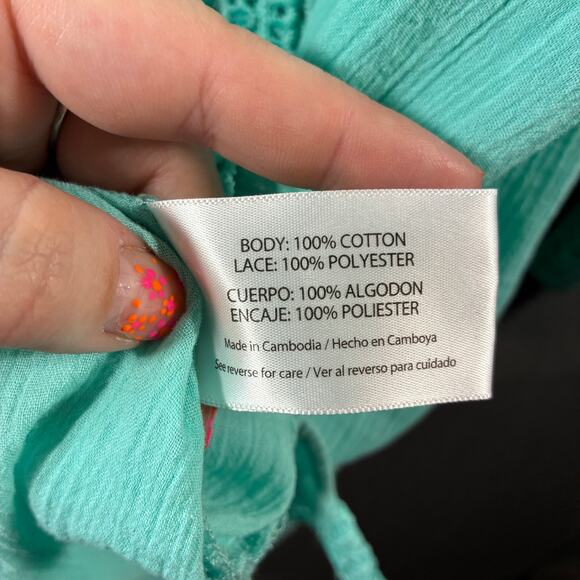 BODY: 100% COTTON
LACE: 100% POLYESTER
CUERPO: 100% ALGODON
ENCAJE: 100% POLIESTER
Made in Cambodia / Hecho en Camboya
See reverse for care / Ver al reverso para cuidado